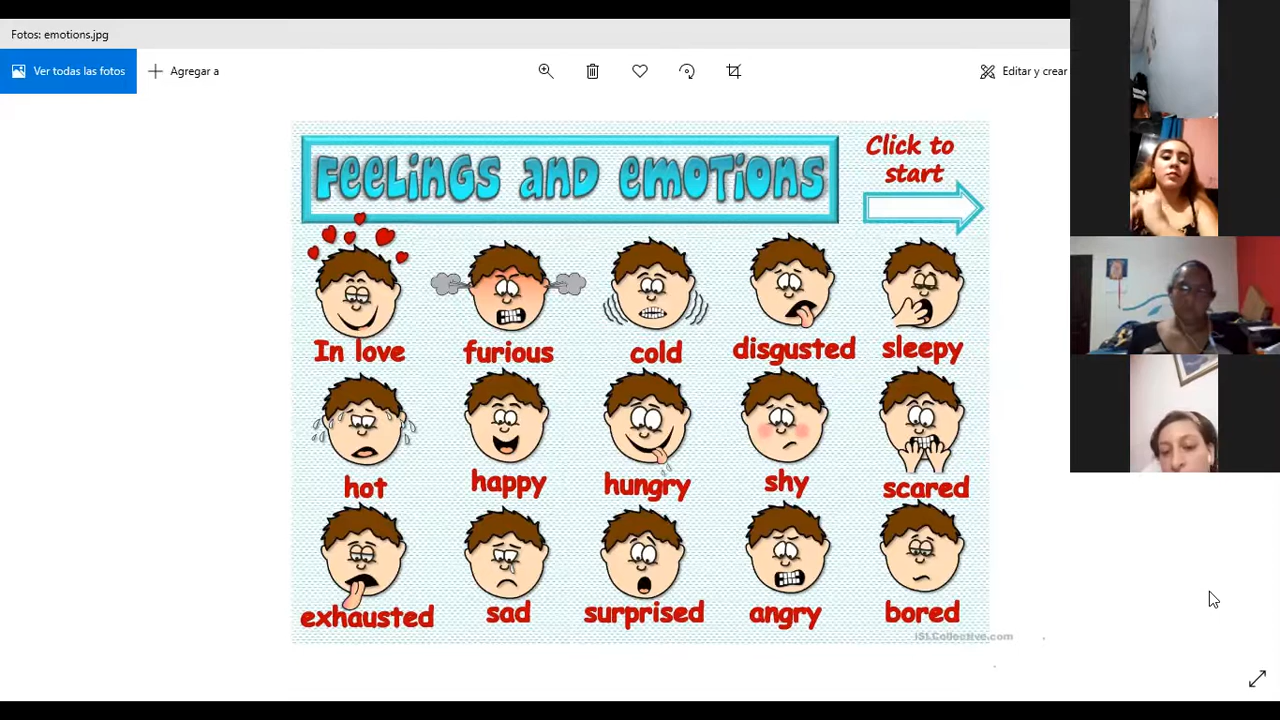 Fotos: emotions.jpg
Ver todas las fotos
Agregar a
Editar y crear
Feelings and emotions
Click to
start
In love furious cold disgusted sleepy
hot happy hungry shy scared
exhausted sad surprised angry bored
iSLCollective.com